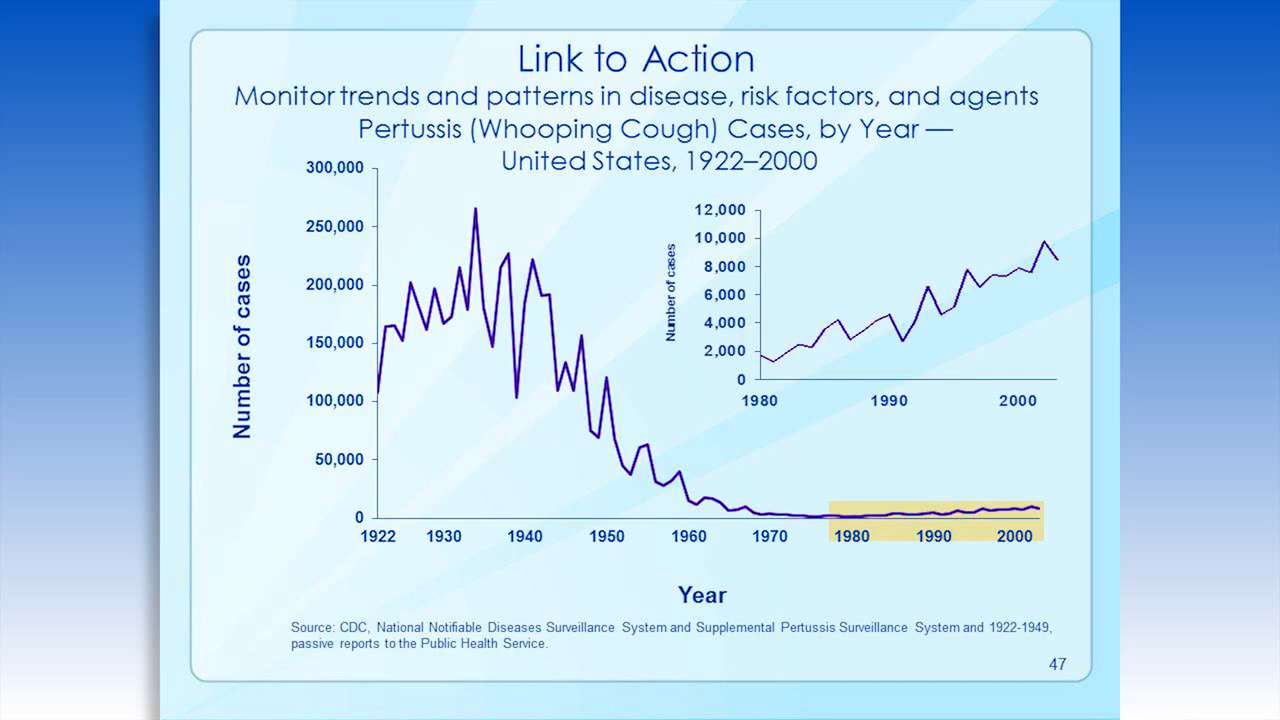 Link to Action
Monitor trends and patterns in disease, risk factors, and agents
Pertussis (Whooping Cough) Cases, by Year —
United States, 1922–2000
300,000
250,000
200,000
150,000
100,000
50,000
0
Number of cases
1922 1930 1940 1950 1960 1970 1980 1990 2000
Year
12,000
10,000
8,000
6,000
4,000
2,000
0
Number of cases
1980 1990 2000
Source: CDC, National Notifiable Diseases Surveillance System and Supplemental Pertussis Surveillance System and 1922-1949,
passive reports to the Public Health Service.
47